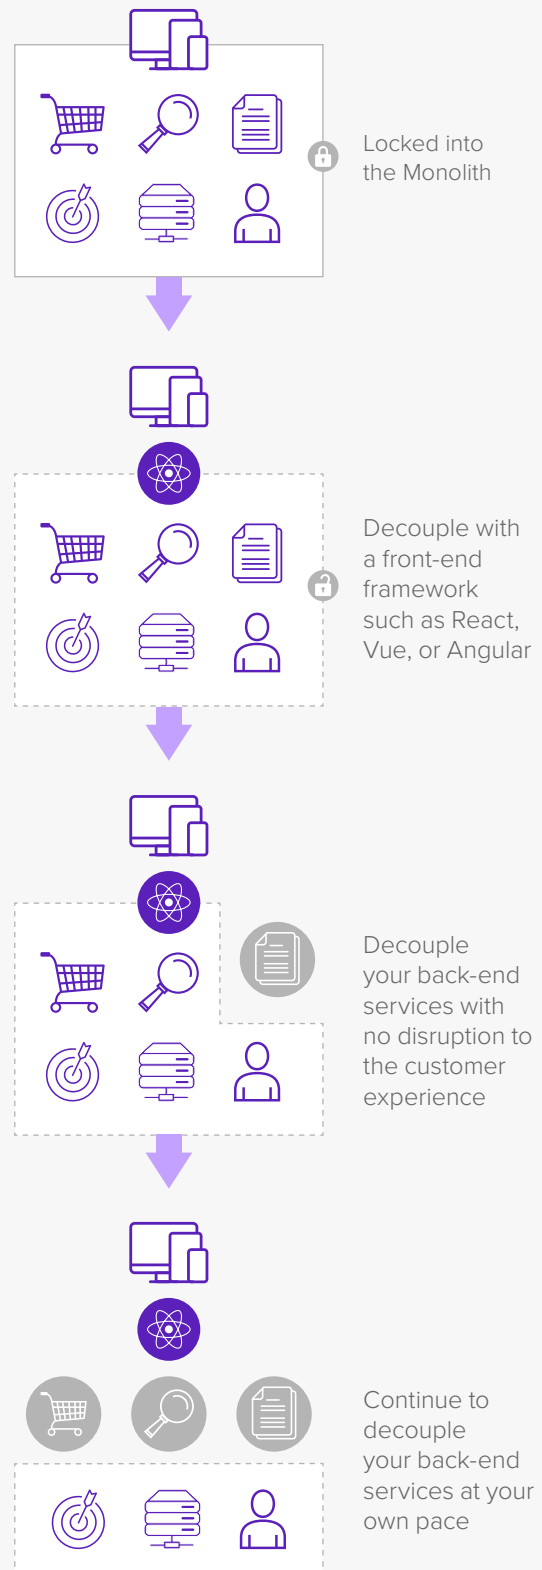 Locked into
the Monolith
Decouple with
a front-end
framework
such as React,
Vue, or Angular
Decouple
your back-end
services with
no disruption to
the customer
experience
Continue to
decouple
your back-end
services at your
own pace